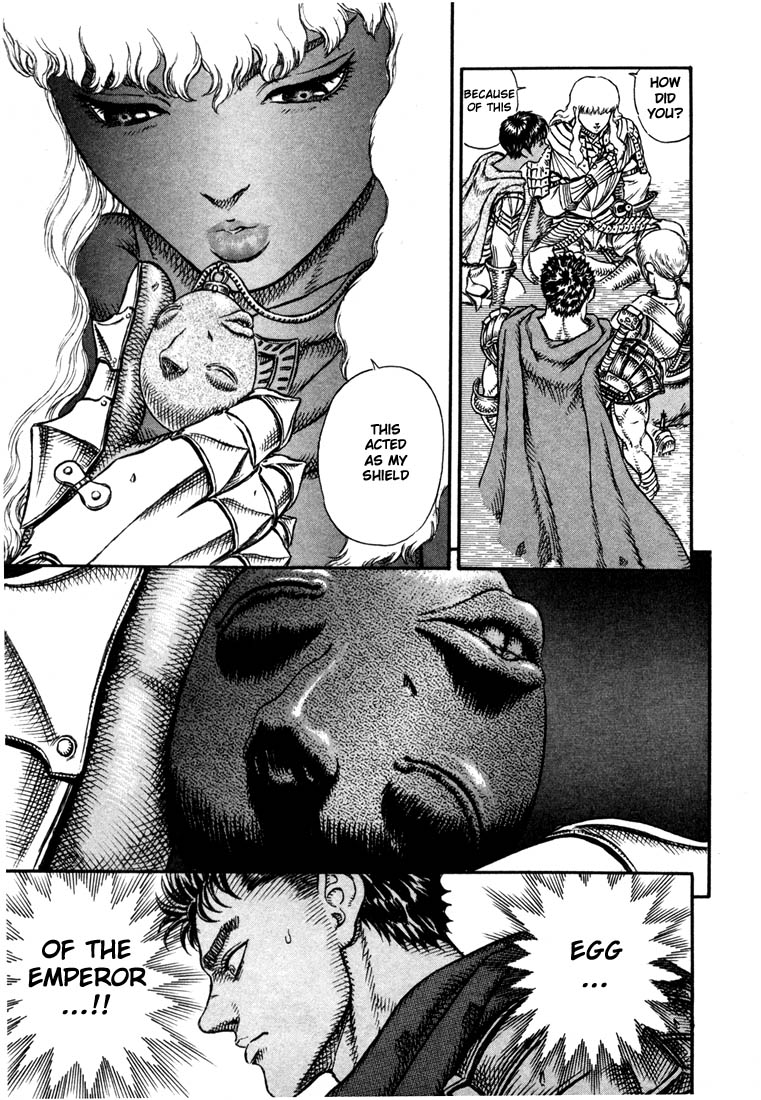 HOW
DID
YOU?
BECAUSE
OF THIS
THIS
ACTED
AS MY
SHIELD
EGG
...
OF THE
EMPEROR
...!!